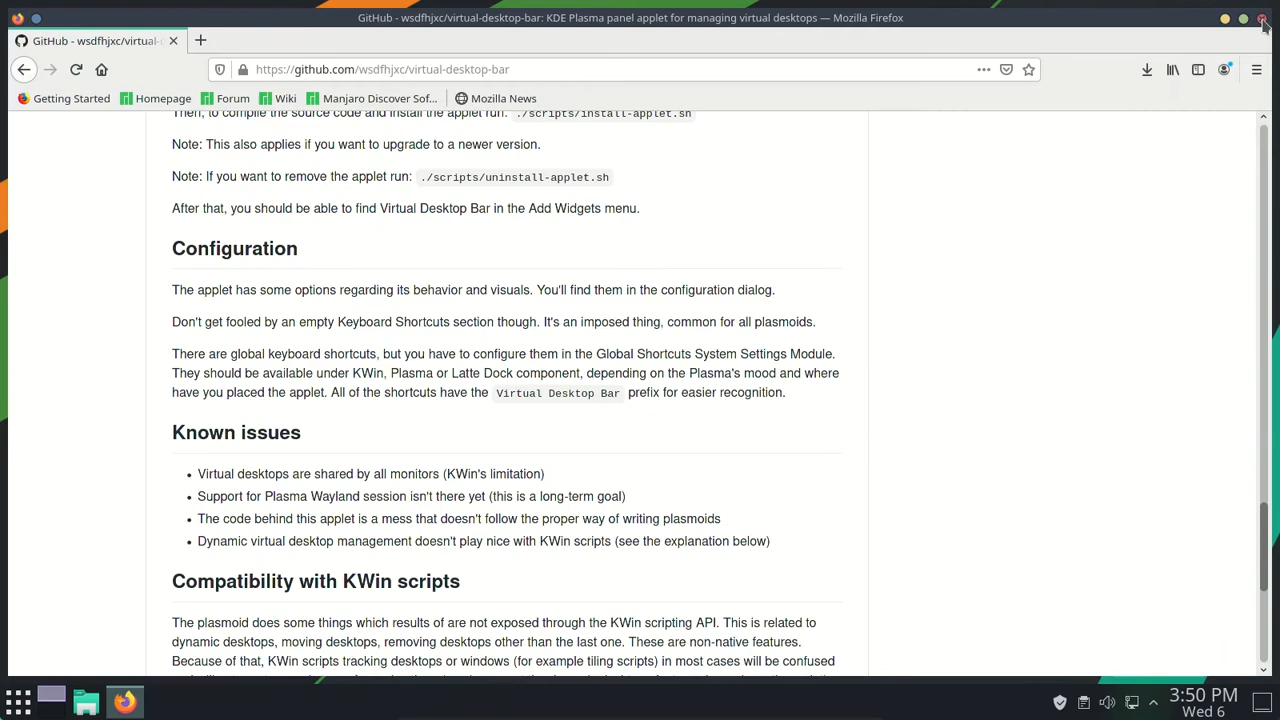 GitHub - wsdfhjxc/virtual-desktop-bar: KDE Plasma panel applet for managing virtual desktops — Mozilla Firefox
GitHub - wsdfhjxc/virtual-d
https://github.com/wsdfhjxc/virtual-desktop-bar
Getting Started
Homepage
Forum
Wiki
Manjaro Discover Sof...
Mozilla News
Then, to compile the source code and install the applet run: ./scripts/install-applet.sh
Note: This also applies if you want to upgrade to a newer version.
Note: If you want to remove the applet run: ./scripts/uninstall-applet.sh
After that, you should be able to find Virtual Desktop Bar in the Add Widgets menu.
Configuration
The applet has some options regarding its behavior and visuals. You'll find them in the configuration dialog.
Don't get fooled by an empty Keyboard Shortcuts section though. It's an imposed thing, common for all plasmoids.
There are global keyboard shortcuts, but you have to configure them in the Global Shortcuts System Settings Module.
They should be available under KWin, Plasma or Latte Dock component, depending on the Plasma's mood and where
have you placed the applet. All of the shortcuts have the Virtual Desktop Bar prefix for easier recognition.
Known issues
• Virtual desktops are shared by all monitors (KWin's limitation)
• Support for Plasma Wayland session isn't there yet (this is a long-term goal)
• The code behind this applet is a mess that doesn't follow the proper way of writing plasmoids
• Dynamic virtual desktop management doesn't play nice with KWin scripts (see the explanation below)
Compatibility with KWin scripts
The plasmoid does some things which results of are not exposed through the KWin scripting API. This is related to
dynamic desktops, moving desktops, removing desktops other than the last one. These are non-native features.
Because of that, KWin scripts tracking desktops or windows (for example tiling scripts) in most cases will be confused
3:50 PM
Wed 6